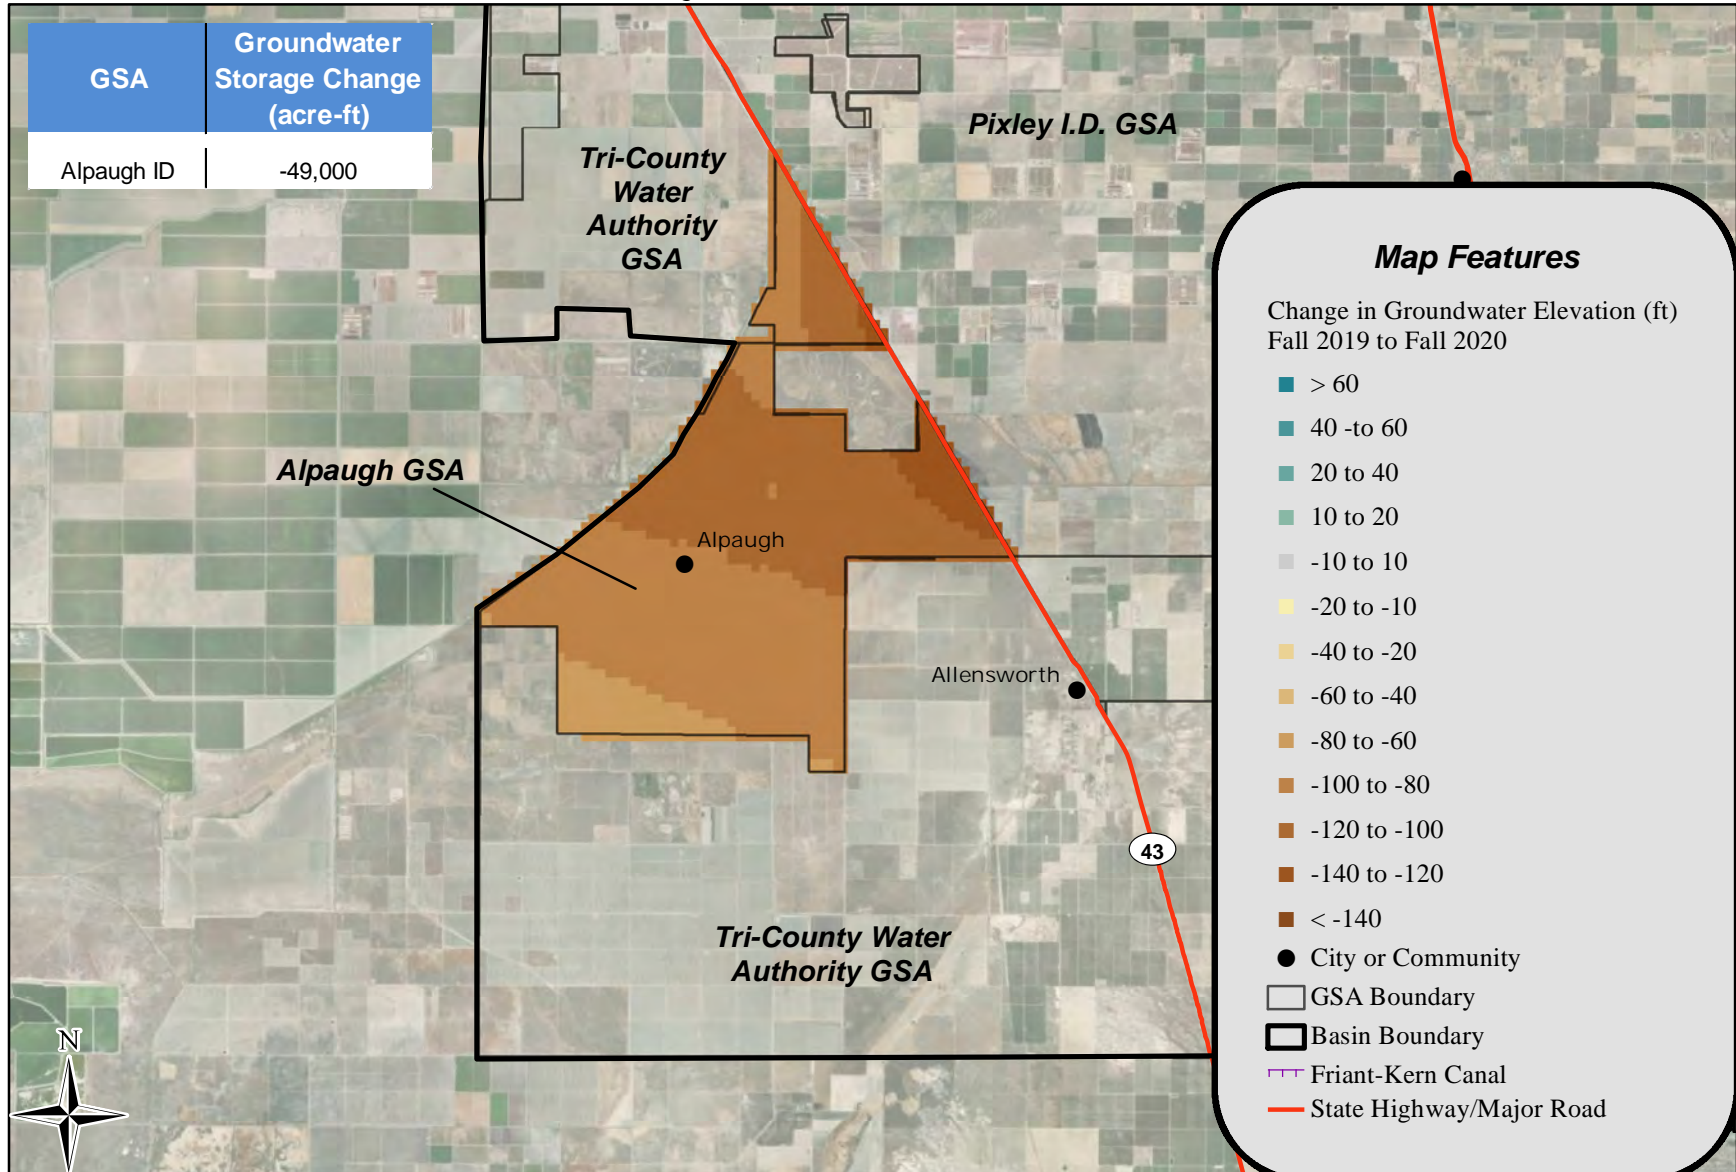 GSA
Groundwater
Storage Change
(acre-ft)
Alpaugh ID
-49,000
Tri-County
Water
Authority
GSA
Pixley I.D. GSA
Alpaugh GSA
Alpaugh
Allensworth
43
Tri-County Water
Authority GSA
N
Map Features
Change in Groundwater Elevation (ft)
Fall 2019 to Fall 2020
> 60
40 -to 60
20 to 40
10 to 20
-10 to 10
-20 to -10
-40 to -20
-60 to -40
-80 to -60
-100 to -80
-120 to -100
-140 to -120
< -140
City or Community
GSA Boundary
Basin Boundary
Friant-Kern Canal
State Highway/Major Road